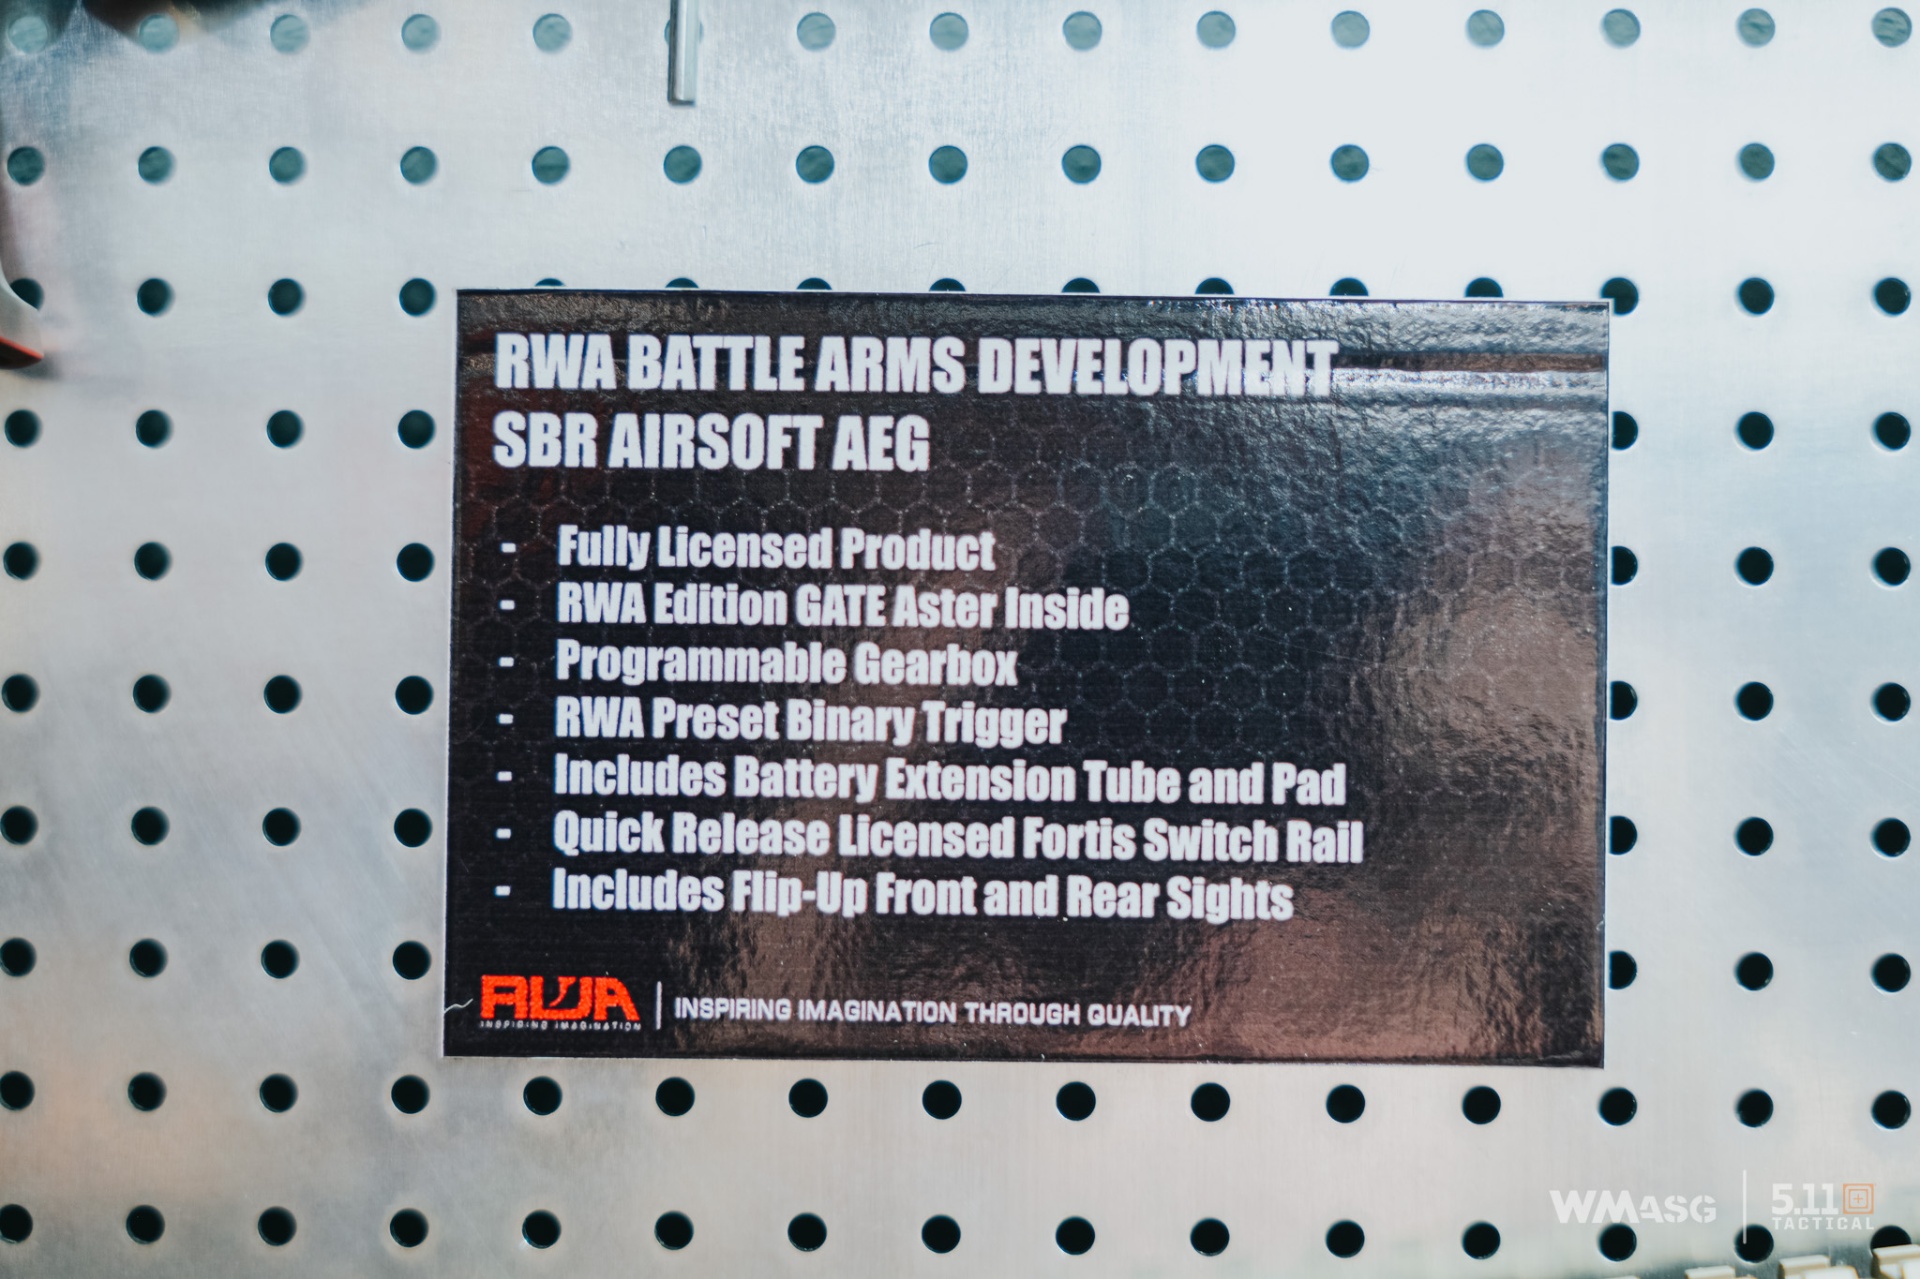 RWA BATTLE ARMS DEVELOPMENT
SBR AIRSOFT AEG
- Fully Licensed Product
- RWA Edition GATE Aster Inside
- Programmable Gearbox
- RWA Preset Binary Trigger
- Includes Battery Extension Tube and Pad
- Quick Release Licensed Fortis Switch Rail
- Includes Flip-Up Front and Rear Sights
RWA
INSPIRING IMAGINATION
INSPIRING IMAGINATION THROUGH QUALITY
WMASG
5.11
TACTICAL